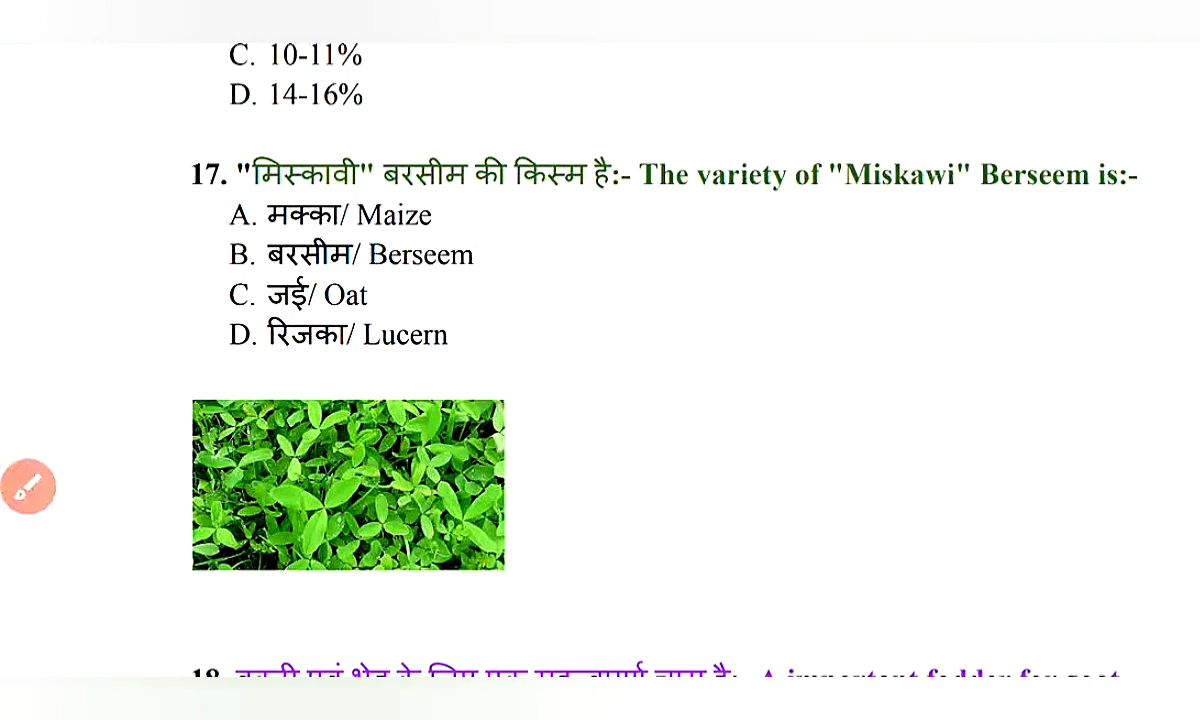 C. 10-11%
D. 14-16%
17. "मिस्कावी" बरसीम की किस्म है:- The variety of "Miskawi" Berseem is:-
A. मक्का/ Maize
B. बरसीम/ Berseem
C. जई/ Oat
D. रिजका/ Lucern